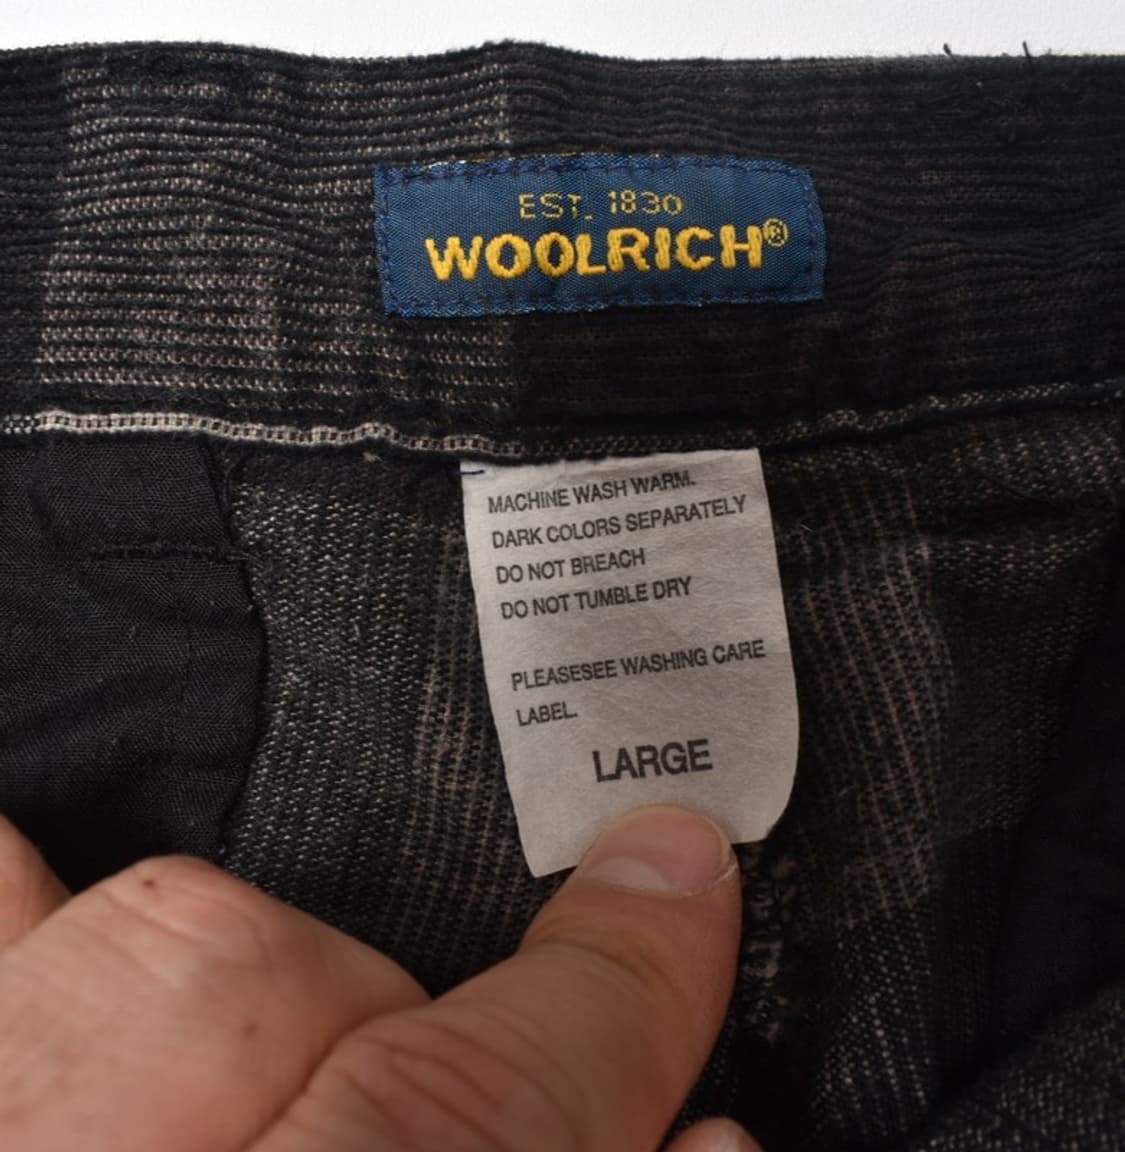 EST. 1830
WOOLRICH®
MACHINE WASH WARM.
DARK COLORS SEPARATELY
DO NOT BREACH
DO NOT TUMBLE DRY
PLEASESEE WASHING CARE
LABEL.
LARGE